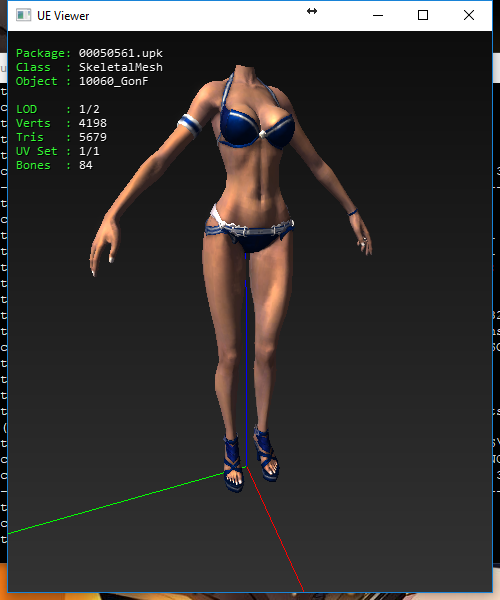 UE Viewer
Package: 00050561.upk
Class : SkeletalMesh
Object : 10060_GonF
LOD : 1/2
Verts : 4198
Tris : 5679
UV Set : 1/1
Bones : 84